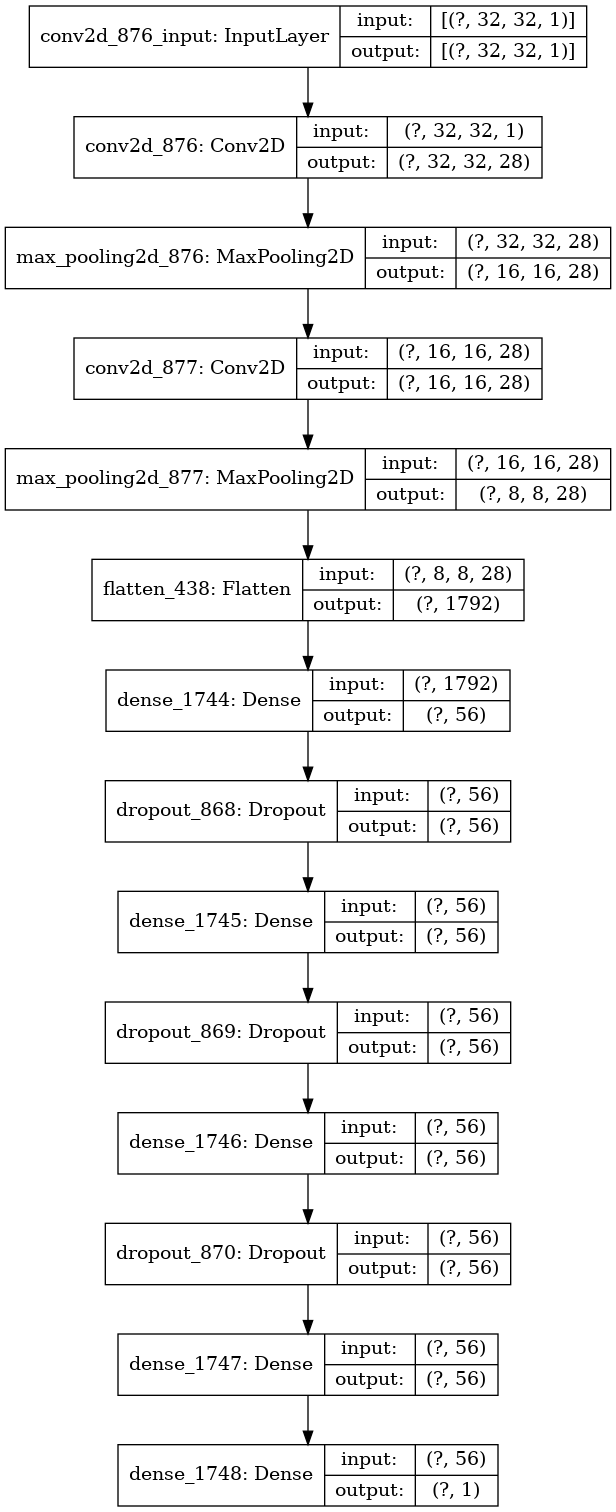 conv2d_876_input: InputLayer
input: [(?, 32, 32, 1)]
output: [(?, 32, 32, 1)]
conv2d_876: Conv2D
input: (?, 32, 32, 1)
output: (?, 32, 32, 28)
max_pooling2d_876: MaxPooling2D
input: (?, 32, 32, 28)
output: (?, 16, 16, 28)
conv2d_877: Conv2D
input: (?, 16, 16, 28)
output: (?, 16, 16, 28)
max_pooling2d_877: MaxPooling2D
input: (?, 16, 16, 28)
output: (?, 8, 8, 28)
flatten_438: Flatten
input: (?, 8, 8, 28)
output: (?, 1792)
dense_1744: Dense
input: (?, 1792)
output: (?, 56)
dropout_868: Dropout
input: (?, 56)
output: (?, 56)
dense_1745: Dense
input: (?, 56)
output: (?, 56)
dropout_869: Dropout
input: (?, 56)
output: (?, 56)
dense_1746: Dense
input: (?, 56)
output: (?, 56)
dropout_870: Dropout
input: (?, 56)
output: (?, 56)
dense_1747: Dense
input: (?, 56)
output: (?, 56)
dense_1748: Dense
input: (?, 56)
output: (?, 1)